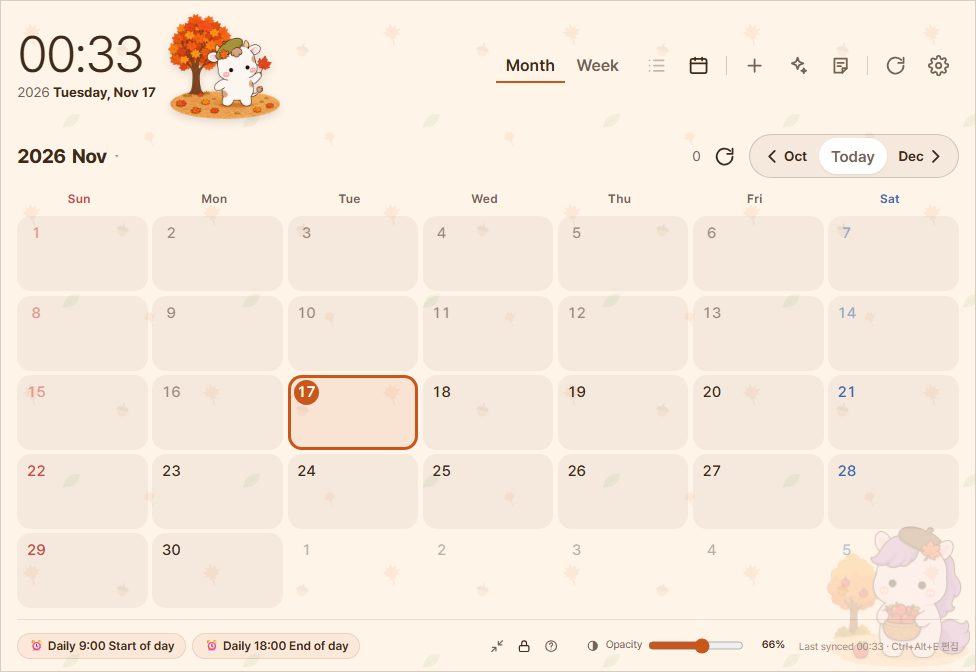 00:33
2026 Tuesday, Nov 17
Month Week
2026 Nov
0
Oct Today Dec
Sun Mon Tue Wed Thu Fri Sat
1 2 3 4 5 6 7
8 9 10 11 12 13 14
15 16 17 18 19 20 21
22 23 24 25 26 27 28
29 30 1 2 3 4 5
Daily 9:00 Start of day Daily 18:00 End of day Opacity 66% Last synced 00:33 · Ctrl+Alt+E 편집